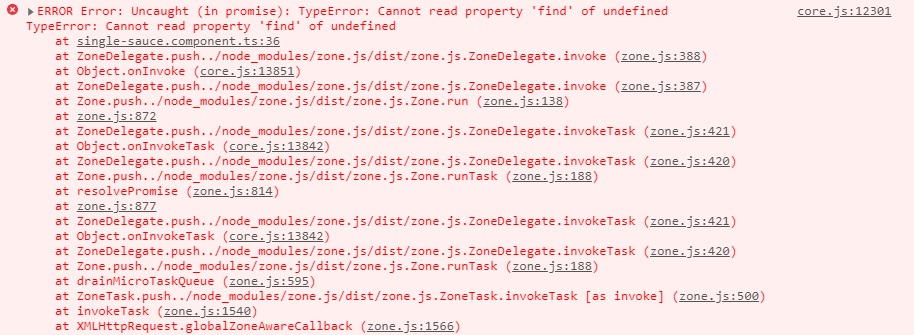 ▶ERROR Error: Uncaught (in promise): TypeError: Cannot read property 'find' of undefined core.js:12301
TypeError: Cannot read property 'find' of undefined
at single-sauce.component.ts:36
at ZoneDelegate.push../node_modules/zone.js/dist/zone.js.ZoneDelegate.invoke (zone.js:388)
at Object.onInvoke (core.js:13851)
at ZoneDelegate.push../node_modules/zone.js/dist/zone.js.ZoneDelegate.invoke (zone.js:387)
at Zone.push../node_modules/zone.js/dist/zone.js.Zone.run (zone.js:138)
at zone.js:872
at ZoneDelegate.push../node_modules/zone.js/dist/zone.js.ZoneDelegate.invokeTask (zone.js:421)
at Object.onInvokeTask (core.js:13842)
at ZoneDelegate.push../node_modules/zone.js/dist/zone.js.ZoneDelegate.invokeTask (zone.js:420)
at Zone.push../node_modules/zone.js/dist/zone.js.Zone.runTask (zone.js:188)
at resolvePromise (zone.js:814)
at zone.js:877
at ZoneDelegate.push../node_modules/zone.js/dist/zone.js.ZoneDelegate.invokeTask (zone.js:421)
at Object.onInvokeTask (core.js:13842)
at ZoneDelegate.push../node_modules/zone.js/dist/zone.js.ZoneDelegate.invokeTask (zone.js:420)
at Zone.push../node_modules/zone.js/dist/zone.js.Zone.runTask (zone.js:188)
at drainMicroTaskQueue (zone.js:595)
at ZoneTask.push../node_modules/zone.js/dist/zone.js.ZoneTask.invokeTask [as invoke] (zone.js:500)
at invokeTask (zone.js:1540)
at XMLHttpRequest.globalZoneAwareCallback (zone.js:1566)